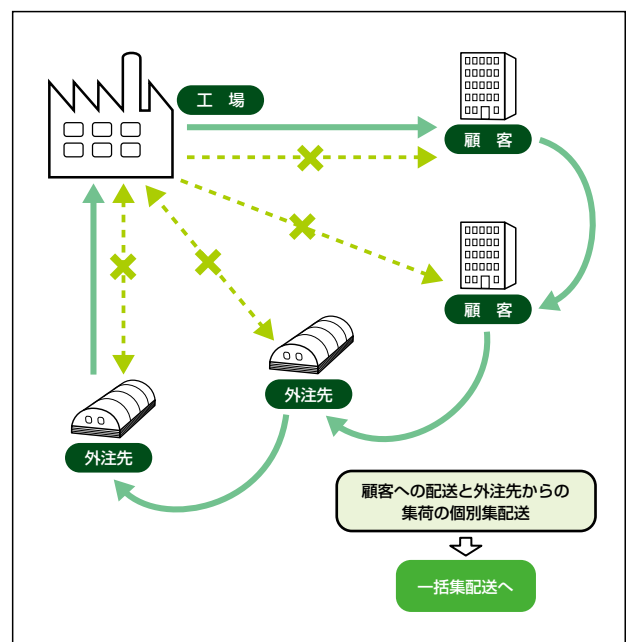 工 場
顧 客
顧 客
外注先
外注先
顧客への配送と外注先からの
集荷の個別集配送
一括集配送へ